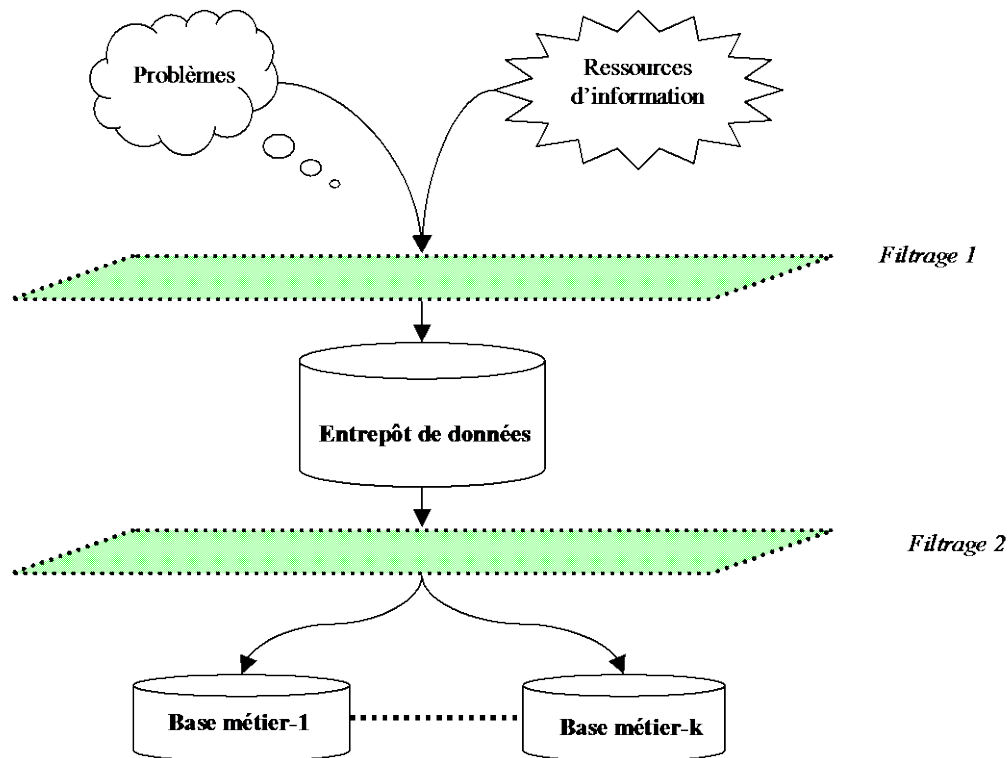 Problèmes
Ressources
d'information
Filtrage 1
Entrepôt de données
Filtrage 2
Base métier-1
Base métier-k